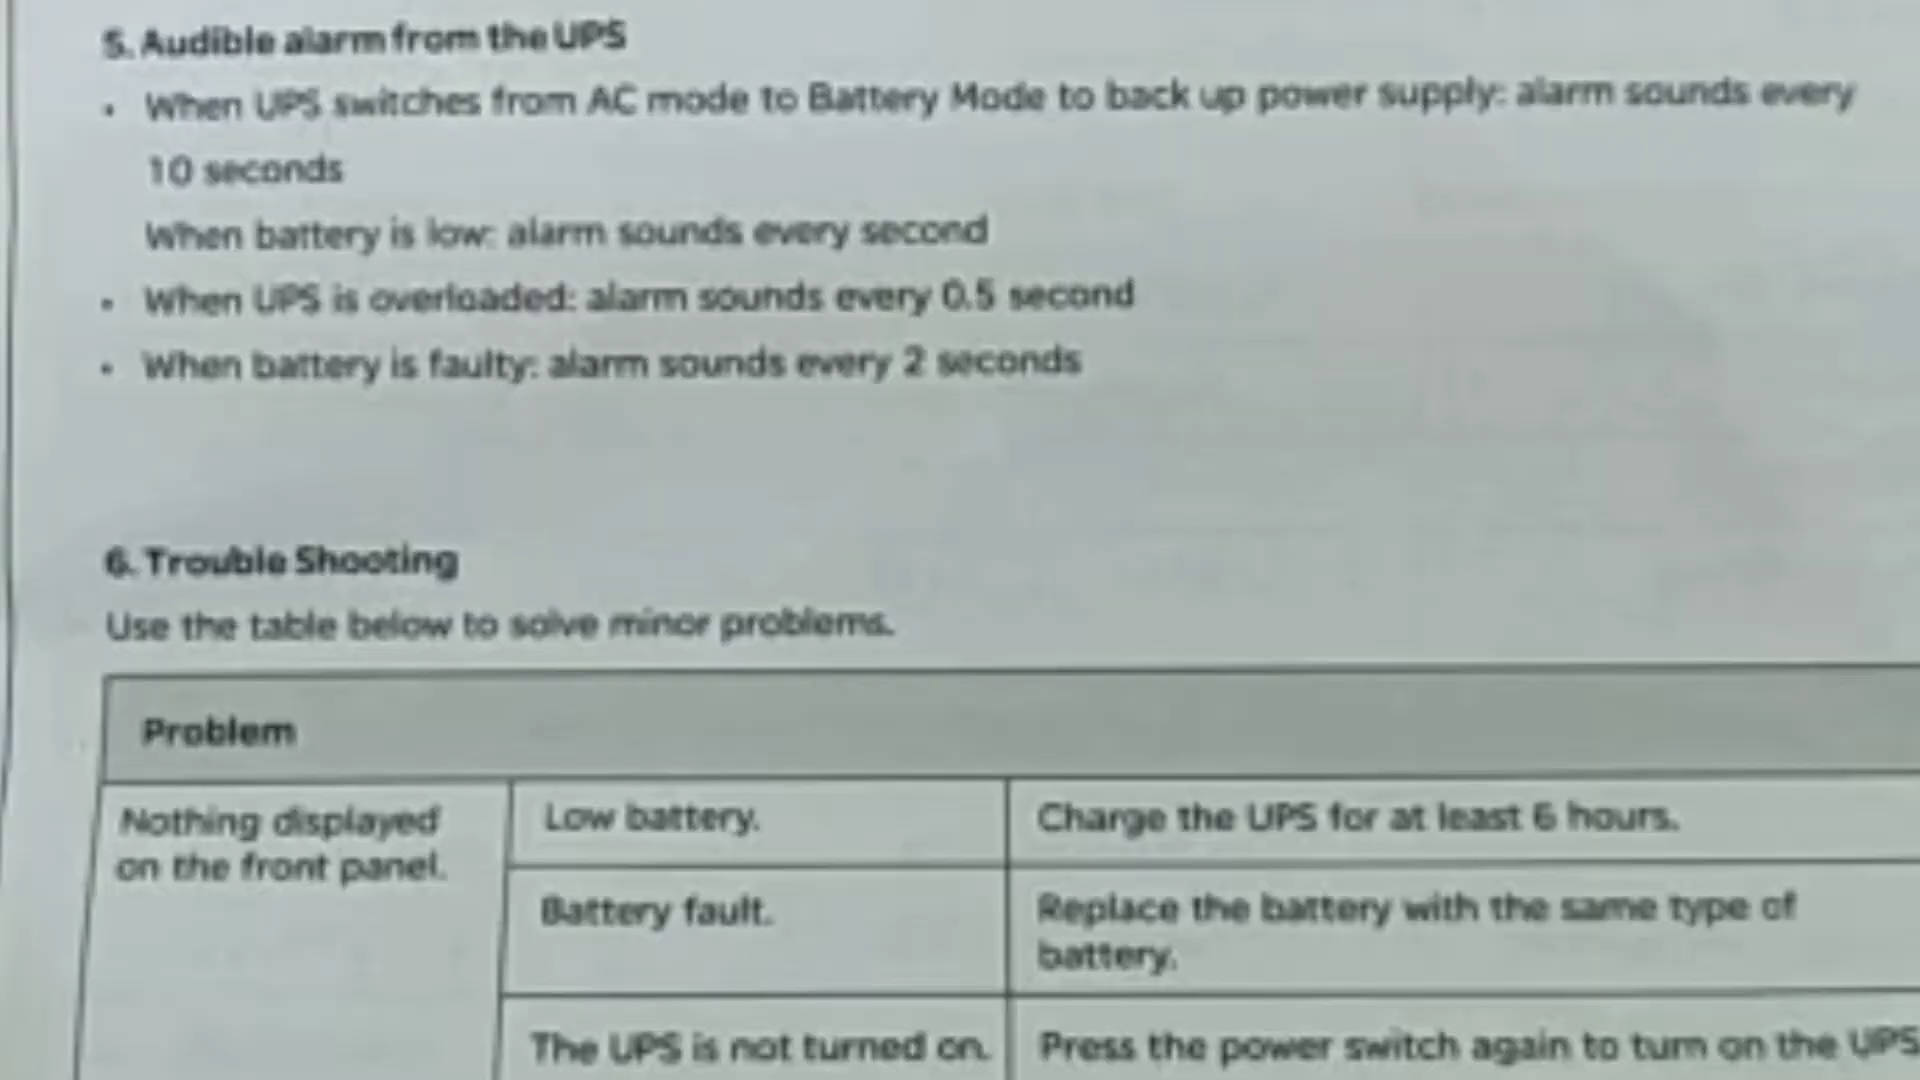 5. Audible alarm from the UPS
• When UPS switches from AC mode to Battery Mode to back up power supply: alarm sounds every
10 seconds
When battery is low: alarm sounds every second
• When UPS is overloaded: alarm sounds every 0.5 second
• When battery is faulty: alarm sounds every 2 seconds
6. Trouble Shooting
Use the table below to solve minor problems.
Problem
Nothing displayed
on the front panel.
Low battery.
Charge the UPS for at least 6 hours.
Battery fault.
Replace the battery with the same type of
battery.
The UPS is not turned on.
Press the power switch again to turn on the UPS